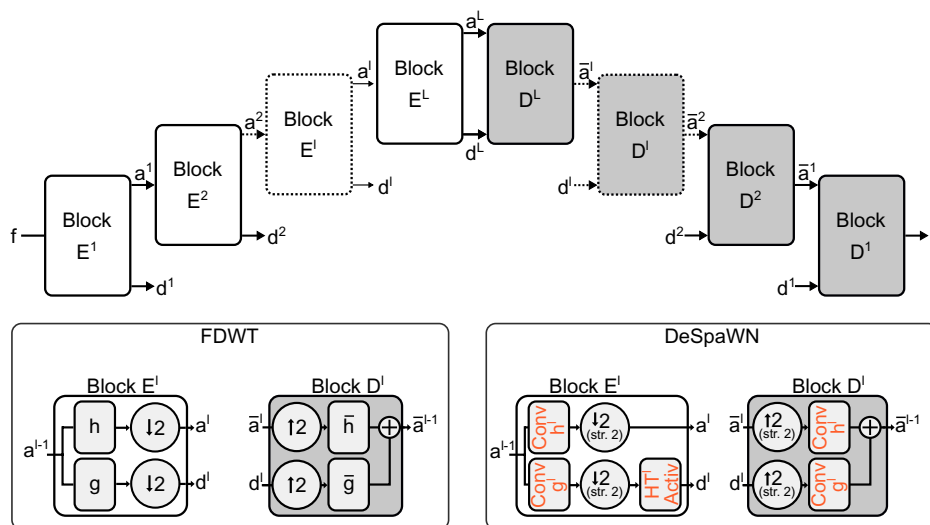 a^L
Block E^L
Block D^L
d^L
a^l
Block E^l
d^l
ā^l
Block D^l
d^l
a^2
Block E^2
d^2
ā^2
Block D^2
d^2
f
a^1
Block E^1
d^1
ā^1
Block D^1
d^1
FDWT
Block E^l
a^{l-1}
h
↓2
a^l
g
↓2
d^l
Block D^l
ā^l
↑2
h̄
+
ā^{l-1}
d^l
↑2
ḡ
DeSpaWN
Block E^l
a^{l-1}
Conv
h^l
↓2
(str. 2)
a^l
Conv
g^l
↓2
(str. 2)
HT^l
Activ
d^l
Block D^l
ā^l
↑2
(str. 2)
Conv
h^l
+
ā^{l-1}
d^l
↑2
(str. 2)
Conv
g^l